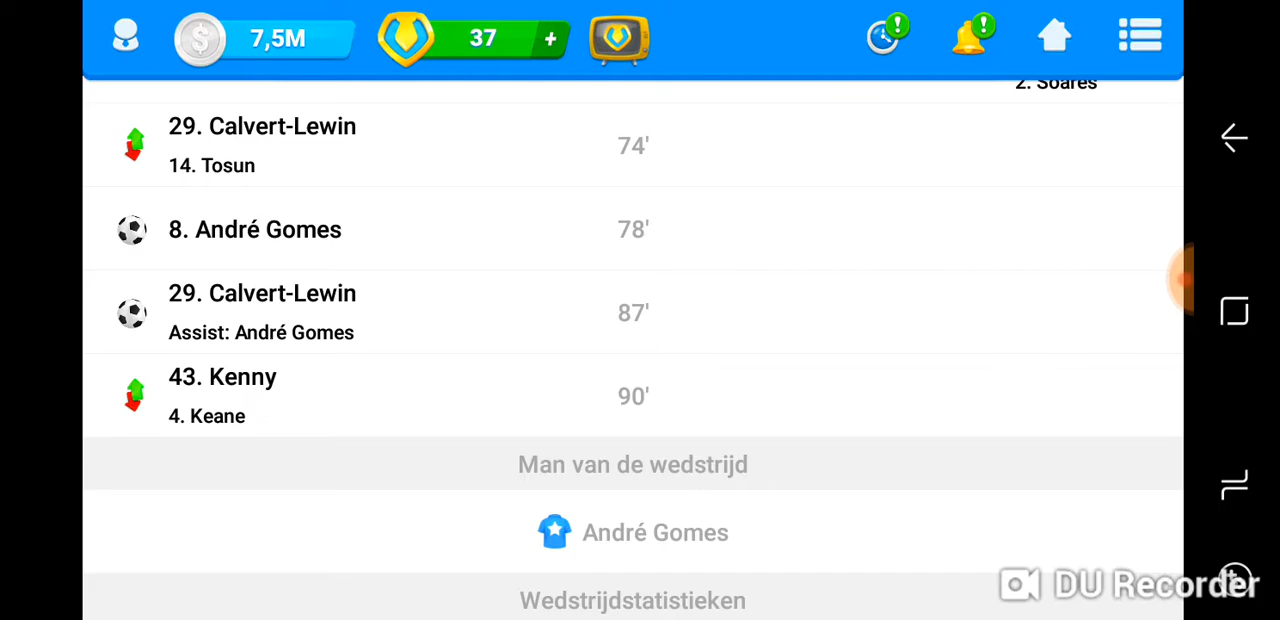 7,5M
37
+
2. Soares
29. Calvert-Lewin
74'
14. Tosun
8. André Gomes
78'
29. Calvert-Lewin
87'
Assist: André Gomes
43. Kenny
90'
4. Keane
Man van de wedstrijd
André Gomes
DU Recorder
Wedstrijdstatistieken